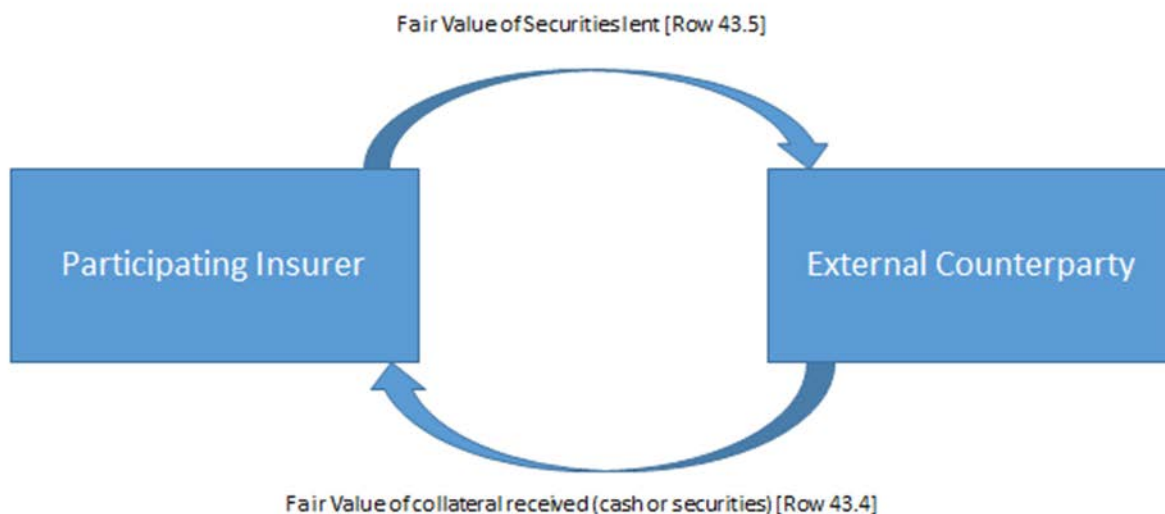 Fair Value of Securities lent [Row 43.5]
Participating Insurer
External Counterparty
Fair Value of collateral received (cash or securities) [Row 43.4]